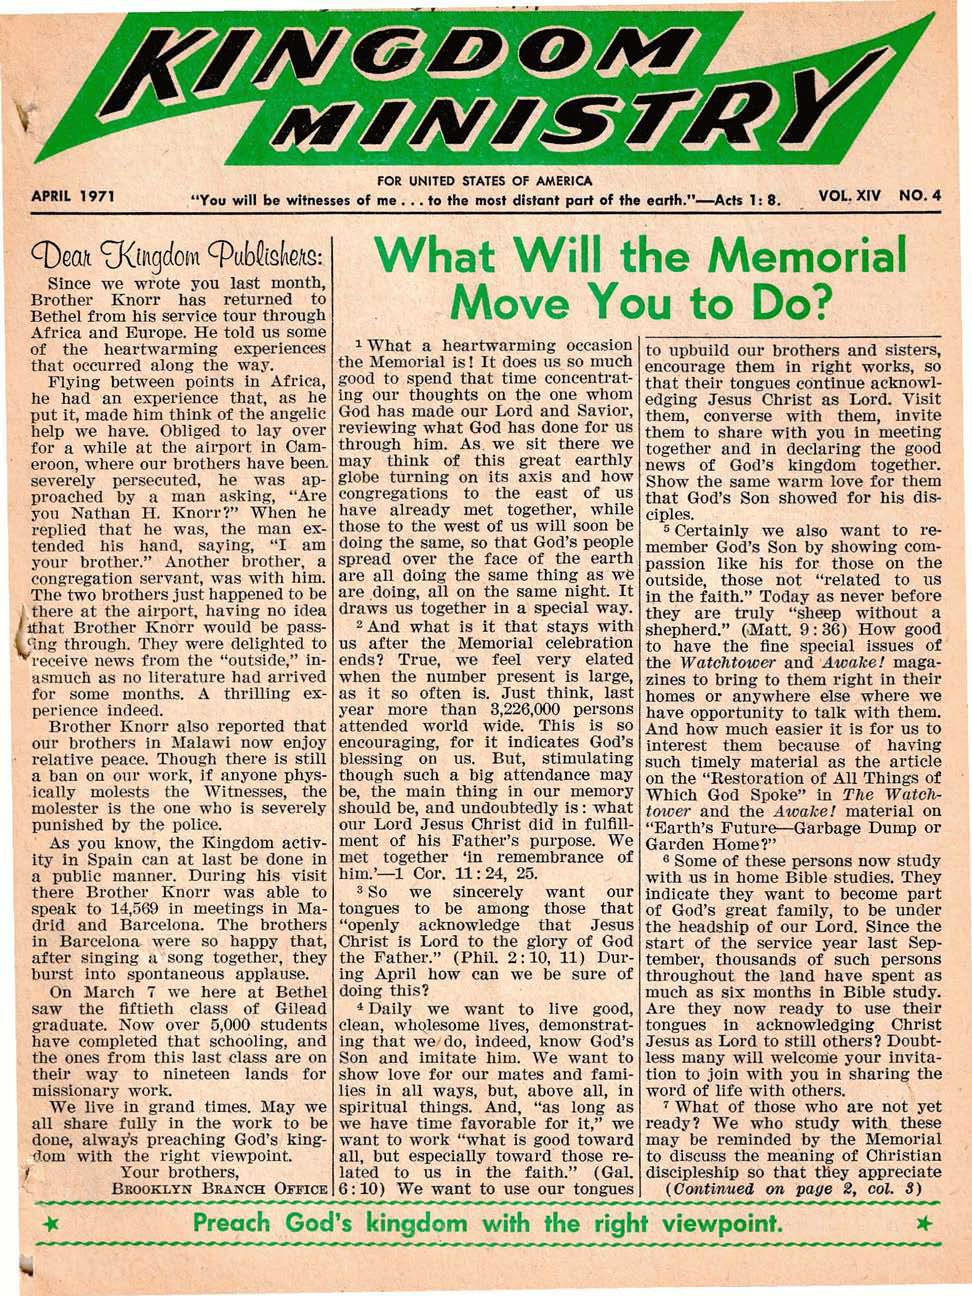 KINGDOM
MINISTRY
FOR UNITED STATES OF AMERICA
APRIL 1971
"You will be witnesses of me . . . to the most distant part of the earth."—Acts 1: 8.
VOL. XIV NO. 4
Dear Kingdom Publishers:
Since we wrote you last month,
Brother Knorr has returned to
Bethel from his service tour through
Africa and Europe. He told us some
of the heartwarming experiences
that occurred along the way.
Flying between points in Africa,
he had an experience that, as he
put it, made him think of the angelic
help we have. Obliged to lay over
for a while at the airport in Cam-
eroon, where our brothers have been
severely persecuted, he was ap-
proached by a man asking, "Are
you Nathan H. Knorr?" When he
replied that he was, the man ex-
tended his hand, saying, "I am
your brother." Another brother, a
congregation servant, was with him.
The two brothers just happened to be
there at the airport, having no idea
that Brother Knorr would be pass-
ing through. They were delighted to
receive news from the "outside," in-
asmuch as no literature had arrived
for some months. A thrilling ex-
perience indeed.
Brother Knorr also reported that
our brothers in Malawi now enjoy
relative peace. Though there is still
a ban on our work, if anyone phys-
ically molests the Witnesses, the
molester is the one who is severely
punished by the police.
As you know, the Kingdom activ-
ity in Spain can at last be done in
a public manner. During his visit
there Brother Knorr was able to
speak to 14,569 in meetings in Ma-
drid and Barcelona. The brothers
in Barcelona were so happy that,
after singing a song together, they
burst into spontaneous applause.
On March 7 we here at Bethel
saw the fiftieth class of Gilead
graduate. Now over 5,000 students
have completed that schooling, and
the ones from this last class are on
their way to nineteen lands for
missionary work.
We live in grand times. May we
all share fully in the work to be
done, always preaching God's king-
dom with the right viewpoint.
Your brothers,
BROOKLYN BRANCH OFFICE
What Will the Memorial
Move You to Do?
1 What a heartwarming occasion
the Memorial is! It does us so much
good to spend that time concentrat-
ing our thoughts on the one whom
God has made our Lord and Savior,
reviewing what God has done for us
through him. As we sit there we
may think of this great earthly
globe turning on its axis and how
congregations to the east of us
have already met together, while
those to the west of us will soon be
doing the same, so that God's people
spread over the face of the earth
are all doing the same thing as we
are doing, all on the same night. It
draws us together in a special way.
2 And what is it that stays with
us after the Memorial celebration
ends? True, we feel very elated
when the number present is large,
as it so often is. Just think, last
year more than 3,226,000 persons
attended world wide. This is so
encouraging, for it indicates God's
blessing on us. But, stimulating
though such a big attendance may
be, the main thing in our memory
should be, and undoubtedly is: what
our Lord Jesus Christ did in fulfill-
ment of his Father's purpose. We
met together 'in remembrance of
him.'—1 Cor. 11: 24, 25.
3 So we sincerely want our
tongues to be among those that
"openly acknowledge that Jesus
Christ is Lord to the glory of God
the Father." (Phil. 2: 10, 11) Dur-
ing April how can we be sure of
doing this?
4 Daily we want to live good,
clean, wholesome lives, demonstrat-
ing that we do, indeed, know God's
Son and imitate him. We want to
show love for our mates and fami-
lies in all ways, but, above all, in
spiritual things. And, "as long as
we have time favorable for it," we
want to work "what is good toward
all, but especially toward those re-
lated to us in the faith." (Gal.
6: 10) We want to use our tongues
to upbuild our brothers and sisters,
encourage them in right works, so
that their tongues continue acknowl-
edging Jesus Christ as Lord. Visit
them, converse with them, invite
them to share with you in meeting
together and in declaring the good
news of God's kingdom together.
Show the same warm love for them
that God's Son showed for his dis-
ciples.
5 Certainly we also want to re-
member God's Son by showing com-
passion like his for those on the
outside, those not "related to us
in the faith." Today as never before
they are truly "sheep without a
shepherd." (Matt. 9: 36) How good
to have the fine special issues of
the Watchtower and Awake! maga-
zines to bring to them right in their
homes or anywhere else where we
have opportunity to talk with them.
And how much easier it is for us to
interest them because of having
such timely material as the article
on the "Restoration of All Things of
Which God Spoke" in The Watch-
tower and the Awake! material on
"Earth's Future—Garbage Dump or
Garden Home?"
6 Some of these persons now study
with us in home Bible studies. They
indicate they want to become part
of God's great family, to be under
the headship of our Lord. Since the
start of the service year last Sep-
tember, thousands of such persons
throughout the land have spent as
much as six months in Bible study.
Are they now ready to use their
tongues in acknowledging Christ
Jesus as Lord to still others? Doubt-
less many will welcome your invita-
tion to join with you in sharing the
word of life with others.
7 What of those who are not yet
ready? We who study with these
may be reminded by the Memorial
to discuss the meaning of Christian
discipleship so that they appreciate
(Continued on page 2, col. 3)
Preach God's kingdom with the right viewpoint.